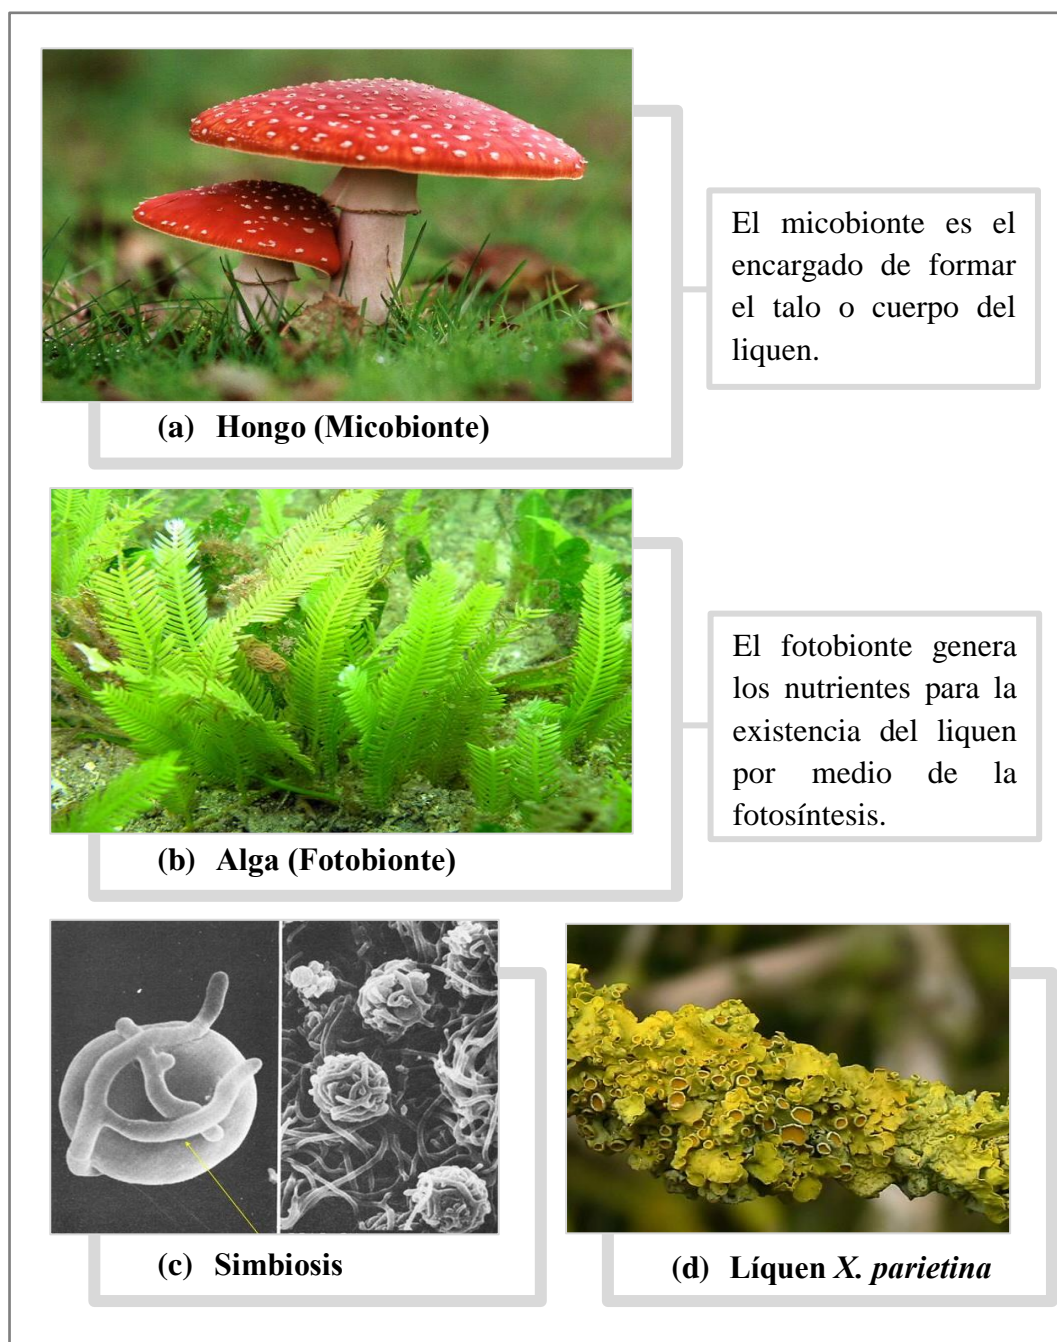 El micobionte es el
encargado de formar
el talo o cuerpo del
liquen.
(a) Hongo (Micobionte)
El fotobionte genera
los nutrientes para la
existencia del liquen
por medio de la
fotosíntesis.
(b) Alga (Fotobionte)
(c) Simbiosis
(d) Líquen X. parietina